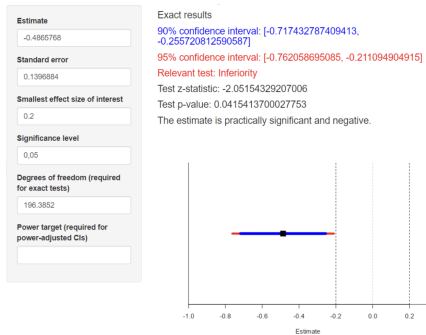 Estimate
-0.4865768
Standard error
0.1396884
Smallest effect size of interest
0.2
Significance level
0,05
Degrees of freedom (required
for exact tests)
196.3852
Power target (required for
power-adjusted CIs)
Exact results
90% confidence interval: [-0.717432787409413,
-0.255720812590587]
95% confidence interval: [-0.762058695085, -0.211094904915]
Relevant test: Inferiority
Test z-statistic: -2.05154329207006
Test p-value: 0.0415413700027753
The estimate is practically significant and negative.
-1.0 -0.8 -0.6 -0.4 -0.2 0.0 0.2
Estimate